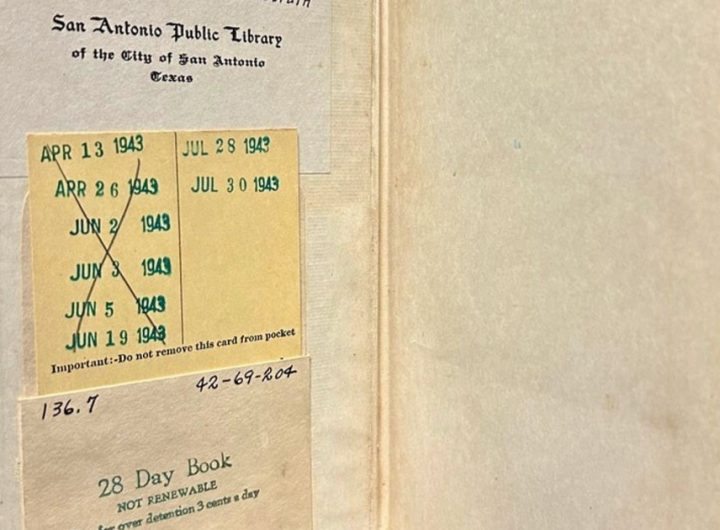 San Antonio Public Library
of the City of San Antonio
Texas
APR 13 1943
APR 26 1943
JUN 2 1943
JUN 3 1943
JUN 5 1943
JUN 19 1943
JUL 28 1943
JUL 30 1943
Important:-Do not remove this card from pocket
42-69-204
136.7
28 Day Book
NOT RENEWABLE
for over detention 3 cents a day